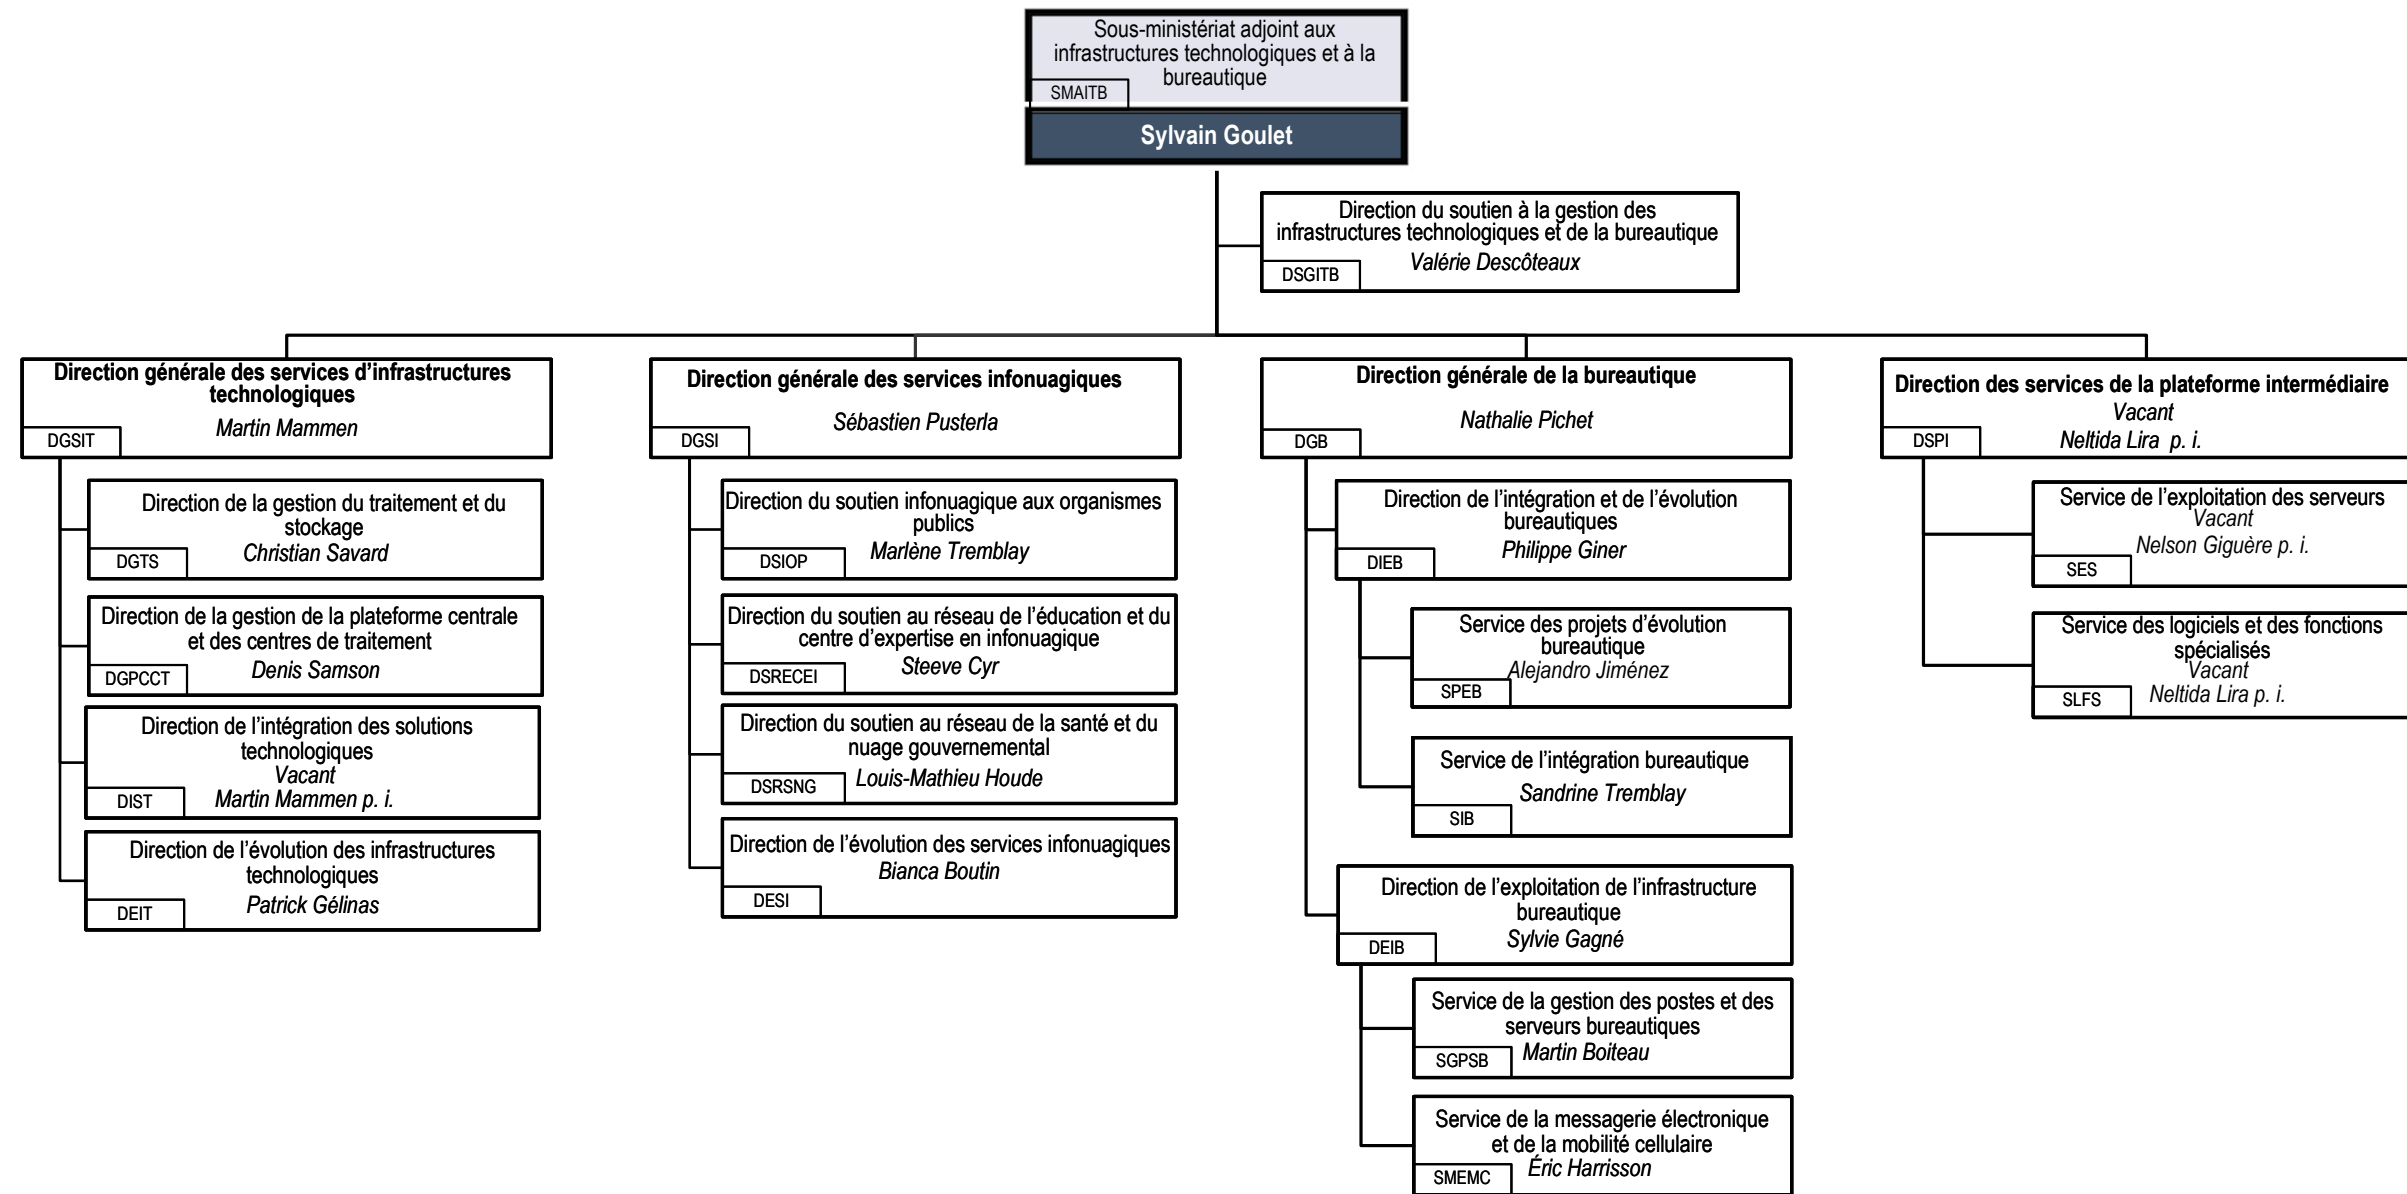 Sous-ministériat adjoint aux
infrastructures technologiques et à la
bureautique
SMAITB
Sylvain Goulet
Direction du soutien à la gestion des
infrastructures technologiques et de la bureautique
Valérie Descôteaux
DSGITB
Direction générale des services d’infrastructures
technologiques
Martin Mammen
DGSIT
Direction de la gestion du traitement et du
stockage
Christian Savard
DGTS
Direction de la gestion de la plateforme centrale
et des centres de traitement
Denis Samson
DGPCCT
Direction de l’intégration des solutions
technologiques
Vacant
Martin Mammen p. i.
DIST
Direction de l’évolution des infrastructures
technologiques
Patrick Gélinas
DEIT
Direction générale des services infonuagiques
Sébastien Pusterla
DGSI
Direction du soutien infonuagique aux organismes
publics
Marlène Tremblay
DSIOP
Direction du soutien au réseau de l’éducation et du
centre d’expertise en infonuagique
Steeve Cyr
DSRECEI
Direction du soutien au réseau de la santé et du
nuage gouvernemental
Louis-Mathieu Houde
DSRSNG
Direction de l’évolution des services infonuagiques
Bianca Boutin
DESI
Direction générale de la bureautique
Nathalie Pichet
DGB
Direction de l’intégration et de l’évolution
bureautiques
Philippe Giner
DIEB
Service des projets d’évolution
bureautique
Alejandro Jiménez
SPEB
Service de l’intégration bureautique
Sandrine Tremblay
SIB
Direction de l’exploitation de l’infrastructure
bureautique
Sylvie Gagné
DEIB
Service de la gestion des postes et des
serveurs bureautiques
Martin Boiteau
SGPSB
Service de la messagerie électronique
et de la mobilité cellulaire
Éric Harrisson
SMEMC
Direction des services de la plateforme intermédiaire
Vacant
Neltida Lira p. i.
DSPI
Service de l’exploitation des serveurs
Vacant
Nelson Giguère p. i.
SES
Service des logiciels et des fonctions
spécialisés
Vacant
Neltida Lira p. i.
SLFS